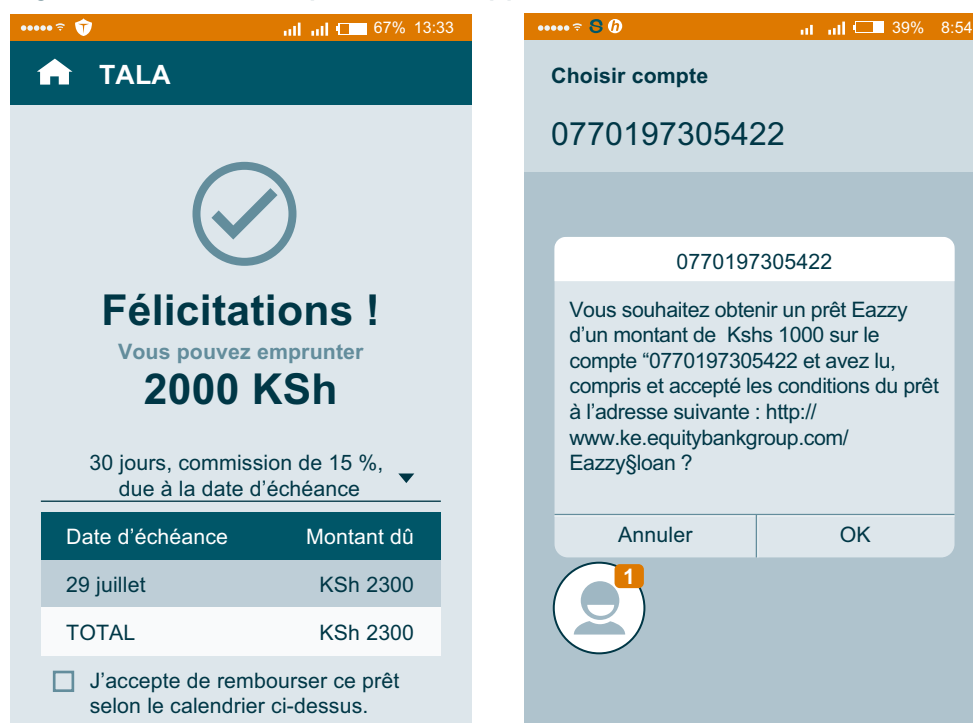 67% 13:33
TALA
Félicitations !
Vous pouvez emprunter
2000 KSh
30 jours, commission de 15 %,
due à la date d’échéance
Date d’échéance Montant dû
29 juillet KSh 2300
TOTAL KSh 2300
J’accepte de rembourser ce prêt
selon le calendrier ci-dessus.
39% 8:54
Choisir compte
0770197305422
0770197305422
Vous souhaitez obtenir un prêt Eazzy
d’un montant de Kshs 1000 sur le
compte “0770197305422 et avez lu,
compris et accepté les conditions du prêt
à l’adresse suivante : http://
www.ke.equitybankgroup.com/
Eazzy§loan ?
Annuler OK
1